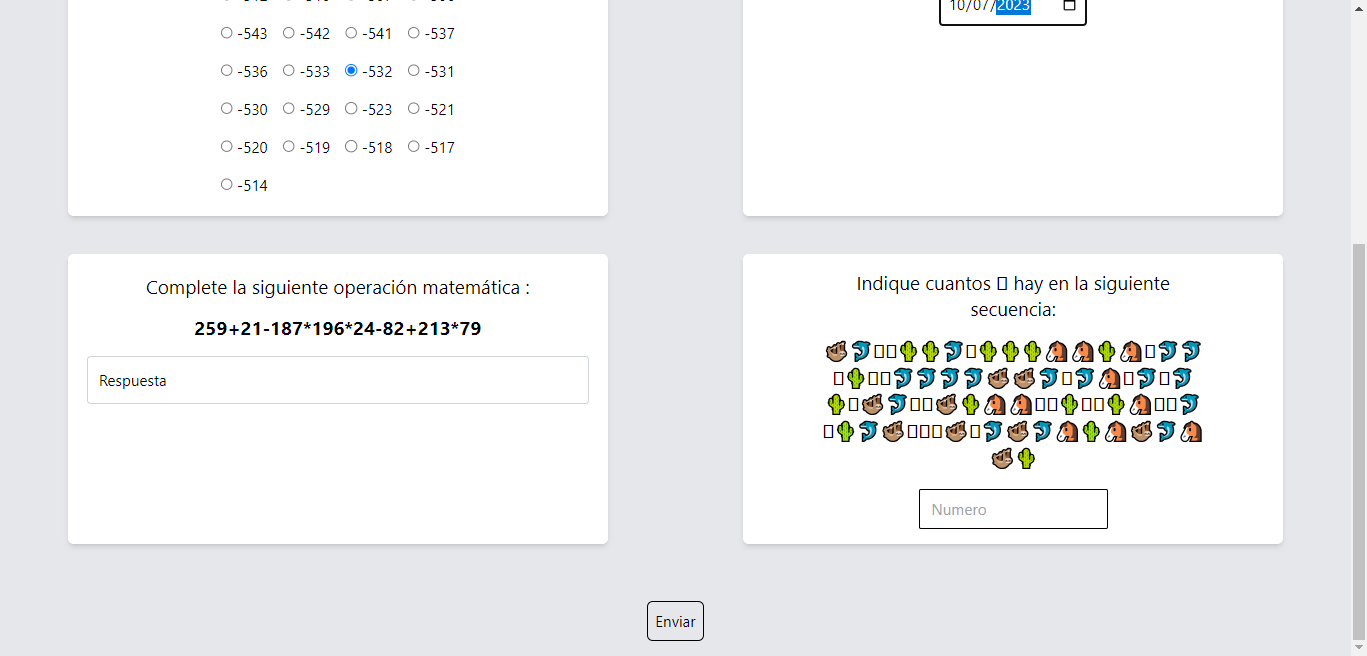 10/07/2023
-543 -542 -541 -537
-536 -533 -532 -531
-530 -529 -523 -521
-520 -519 -518 -517
-514
Complete la siguiente operación matemática :
259+21-187*196*24-82+213*79
Respuesta
Indique cuantos ▯ hay en la siguiente
secuencia:
Numero
Enviar